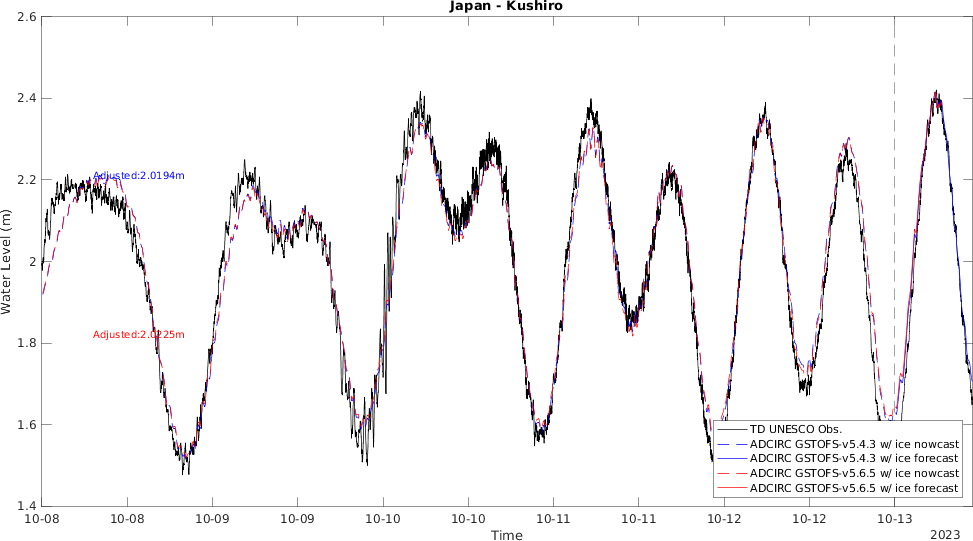 Japan - Kushiro
2.6
2.4
2.2
2
1.8
1.6
1.4
Water Level (m)
Adjusted:2.0194m
Adjusted:2.0225m
TD UNESCO Obs.
ADCIRC GSTOFS-v5.4.3 w/ ice nowcast
ADCIRC GSTOFS-v5.4.3 w/ ice forecast
ADCIRC GSTOFS-v5.6.5 w/ ice nowcast
ADCIRC GSTOFS-v5.6.5 w/ ice forecast
10-08 10-08 10-09 10-09 10-10 10-10 10-11 10-11 10-12 10-12 10-13
Time
2023